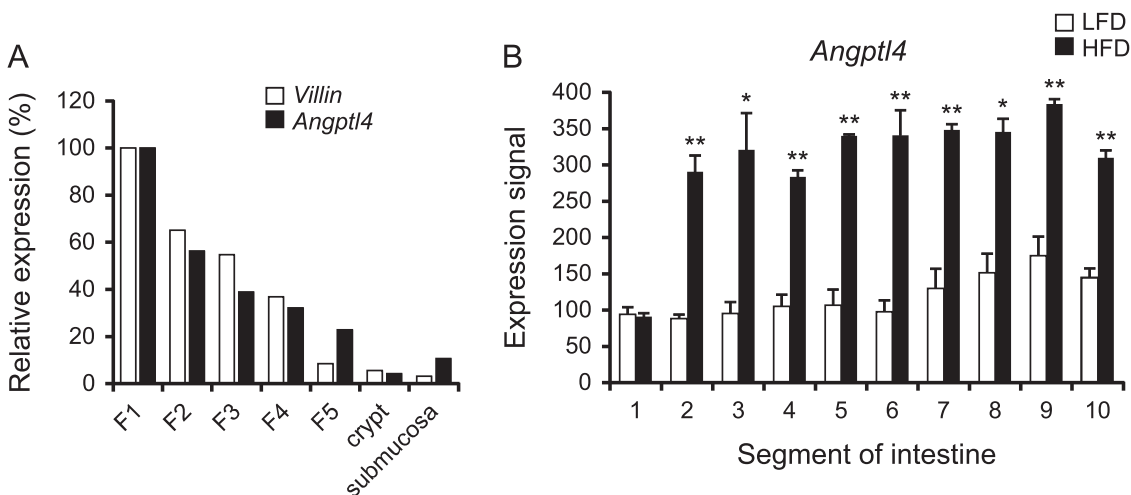 A
Villin
Angptl4
Relative expression (%)
120
100
80
60
40
20
0
F1
F2
F3
F4
F5
crypt
submucosa
B
Angptl4
LFD
HFD
Expression signal
400
350
300
250
200
150
100
50
0
** * ** ** ** ** * ** **
1 2 3 4 5 6 7 8 9 10
Segment of intestine